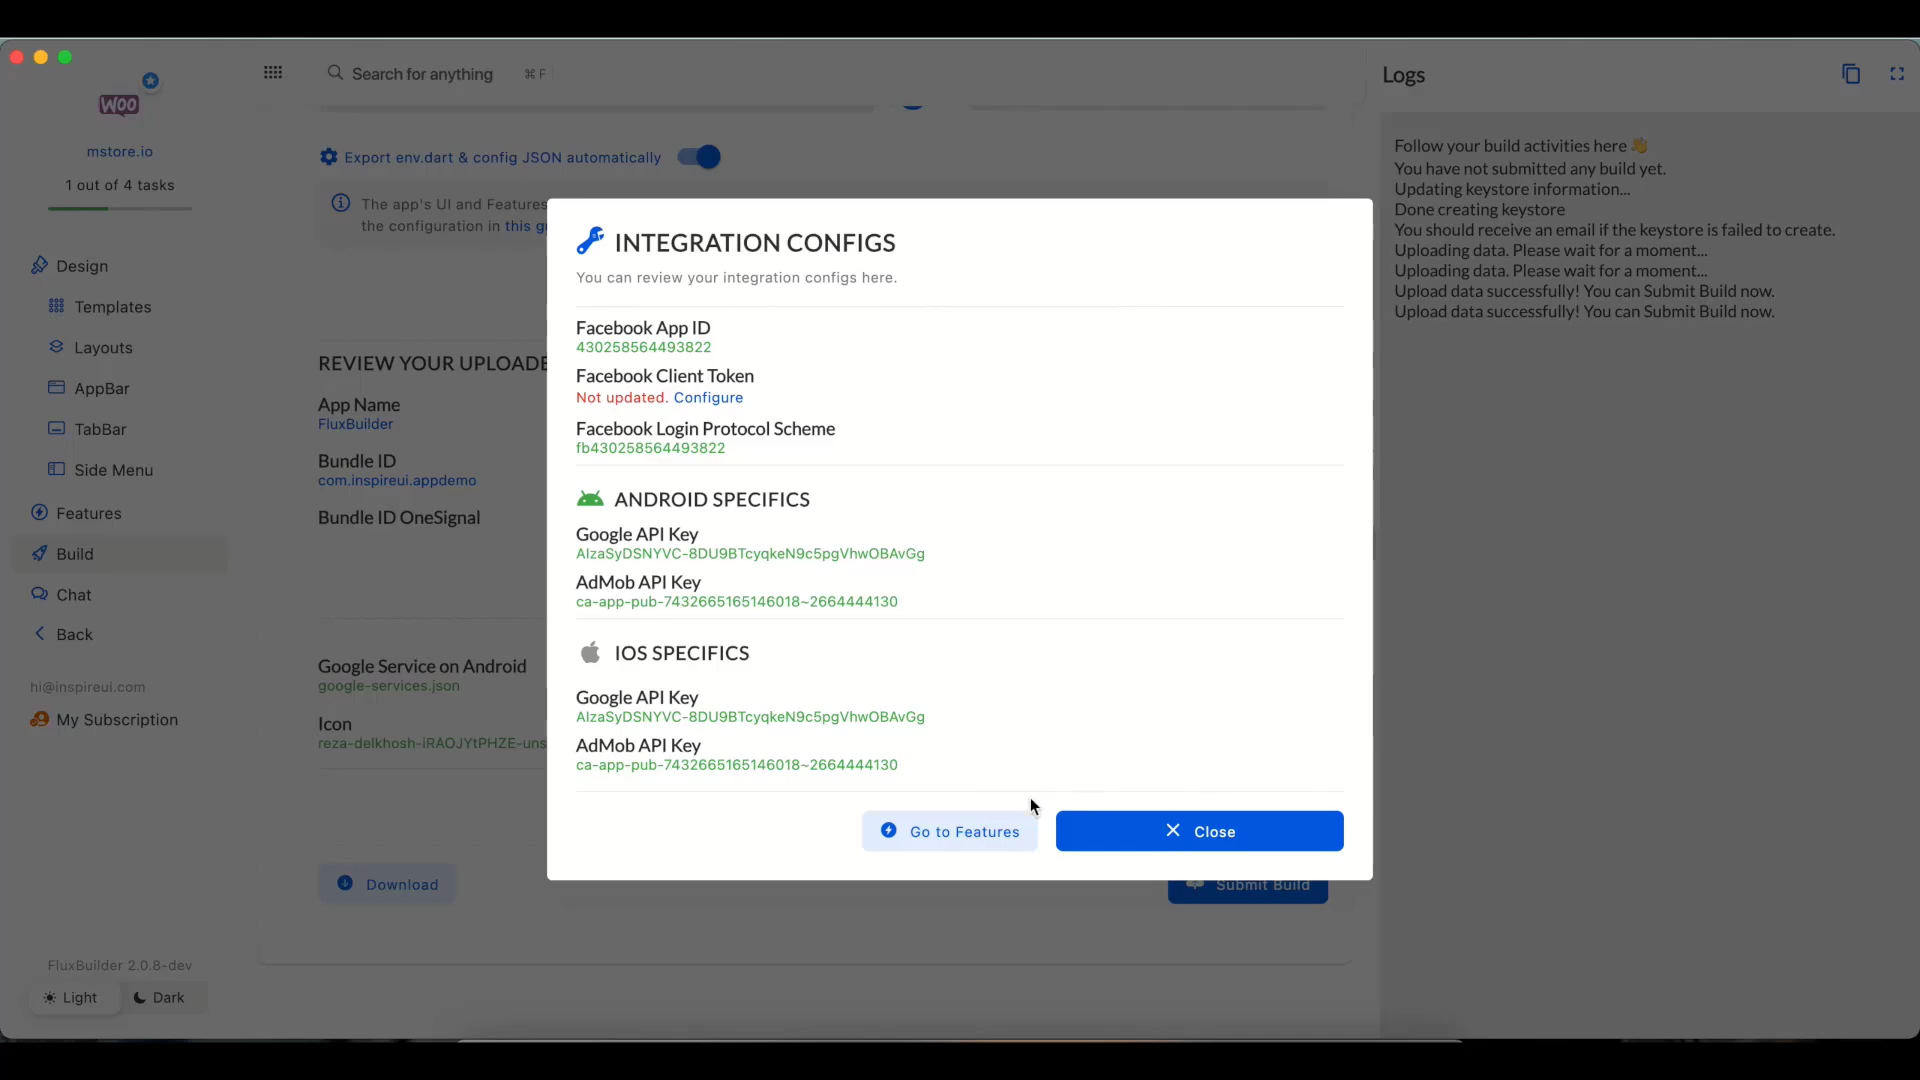 Search for anything
⌘ F
Logs
WOO
mstore.io
1 out of 4 tasks
Design
Templates
Layouts
AppBar
TabBar
Side Menu
Features
Build
Chat
Back
hi@inspireui.com
My Subscription
FluxBuilder 2.0.8-dev
Light
Dark
Export env.dart & config JSON automatically
The app's UI and Features
the configuration in this
REVIEW YOUR UPLOADE
App Name
FluxBuilder
Bundle ID
com.inspireui.appdemo
Bundle ID OneSignal
Google Service on Android
google-services.json
Icon
reza-delkhosh-iRAOJYtPHZE-uns
Download
Submit Build
INTEGRATION CONFIGS
You can review your integration configs here.
Facebook App ID
430258564493822
Facebook Client Token
Not updated. Configure
Facebook Login Protocol Scheme
fb430258564493822
ANDROID SPECIFICS
Google API Key
AIzaSyDSNYVC-8DU9BTcyqkeN9c5pgVhwOBAvGg
AdMob API Key
ca-app-pub-7432665165146018~2664444130
IOS SPECIFICS
Google API Key
AIzaSyDSNYVC-8DU9BTcyqkeN9c5pgVhwOBAvGg
AdMob API Key
ca-app-pub-7432665165146018~2664444130
Go to Features
Close
Follow your build activities here 👋
You have not submitted any build yet.
Updating keystore information...
Done creating keystore
You should receive an email if the keystore is failed to create.
Uploading data. Please wait for a moment...
Uploading data. Please wait for a moment...
Upload data successfully! You can Submit Build now.
Upload data successfully! You can Submit Build now.